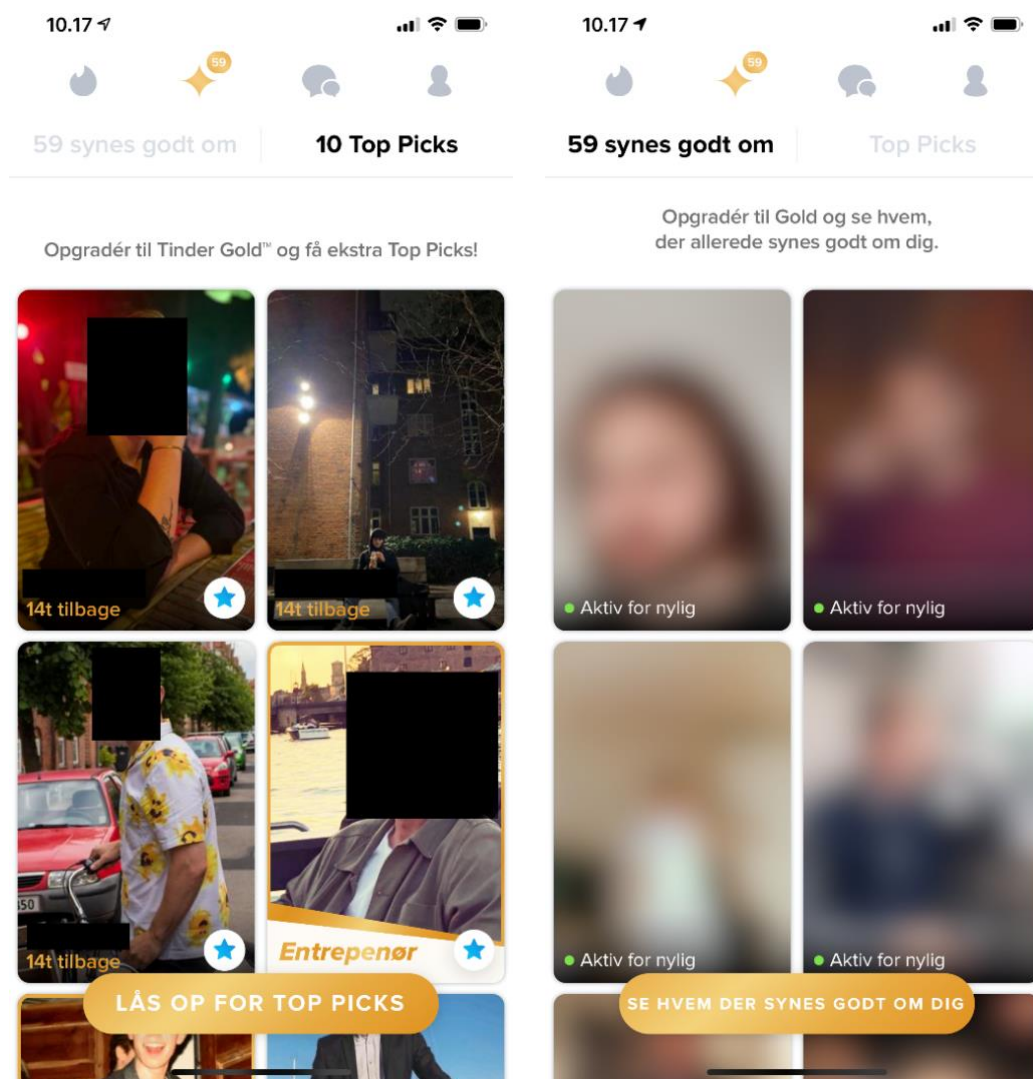 10.17
59
59 synes godt om
10 Top Picks
Opgradér til Tinder Gold™ og få ekstra Top Picks!
14t tilbage
14t tilbage
50
14t tilbage
Entrepenør
LÅS OP FOR TOP PICKS
10.17
59
59 synes godt om
Top Picks
Opgradér til Gold og se hvem,
der allerede synes godt om dig.
Aktiv for nylig
Aktiv for nylig
Aktiv for nylig
Aktiv for nylig
SE HVEM DER SYNES GODT OM DIG